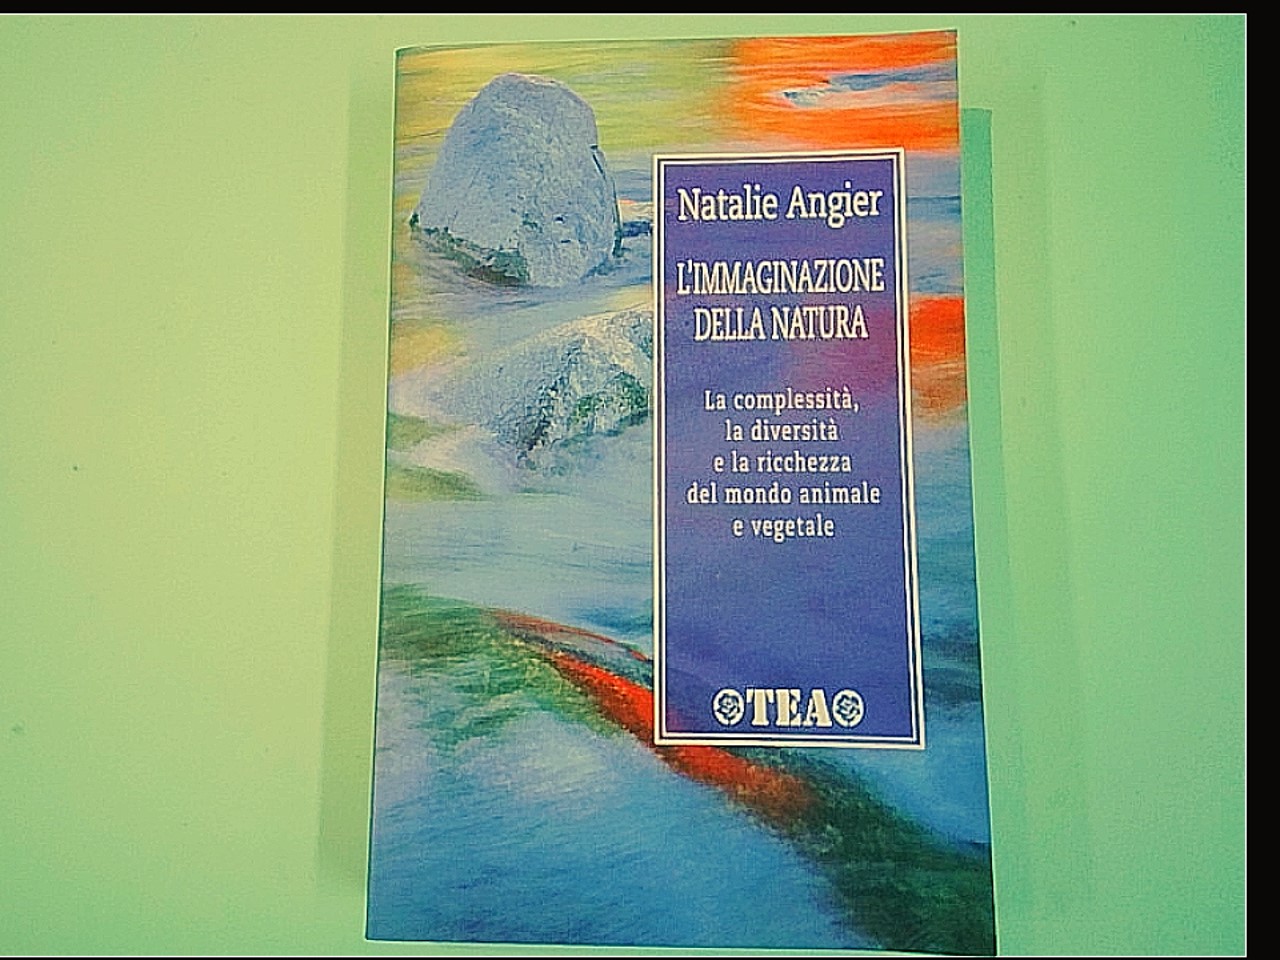 Natalie Angier
L'IMMAGINAZIONE
DELLA NATURA
La complessità,
la diversità
e la ricchezza
del mondo animale
e vegetale
TEA